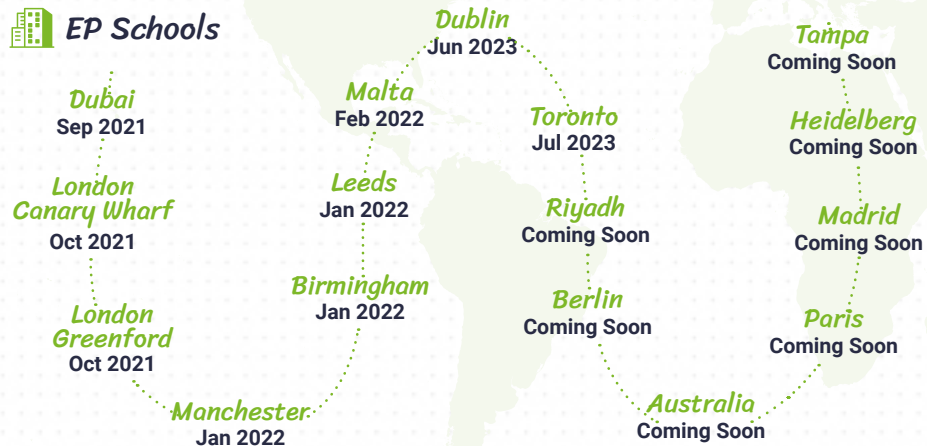 EP Schools
Dubai
Sep 2021
London
Canary Wharf
Oct 2021
London
Greenford
Oct 2021
Manchester
Jan 2022
Birmingham
Jan 2022
Leeds
Jan 2022
Malta
Feb 2022
Dublin
Jun 2023
Toronto
Jul 2023
Riyadh
Coming Soon
Berlin
Coming Soon
Australia
Coming Soon
Paris
Coming Soon
Madrid
Coming Soon
Heidelberg
Coming Soon
Tampa
Coming Soon